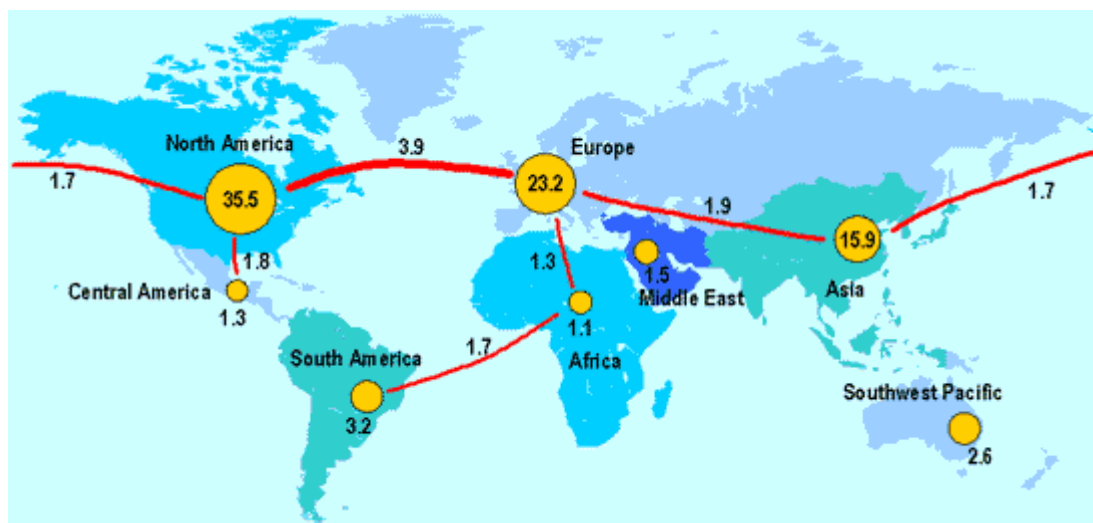 North America
3.9
Europe
1.7
35.5
23.2
1.9
1.7
15.9
1.8
1.3
1.5
Central America
Middle East
Asia
1.3
1.1
South America
1.7
Africa
Southwest Pacific
3.2
2.6